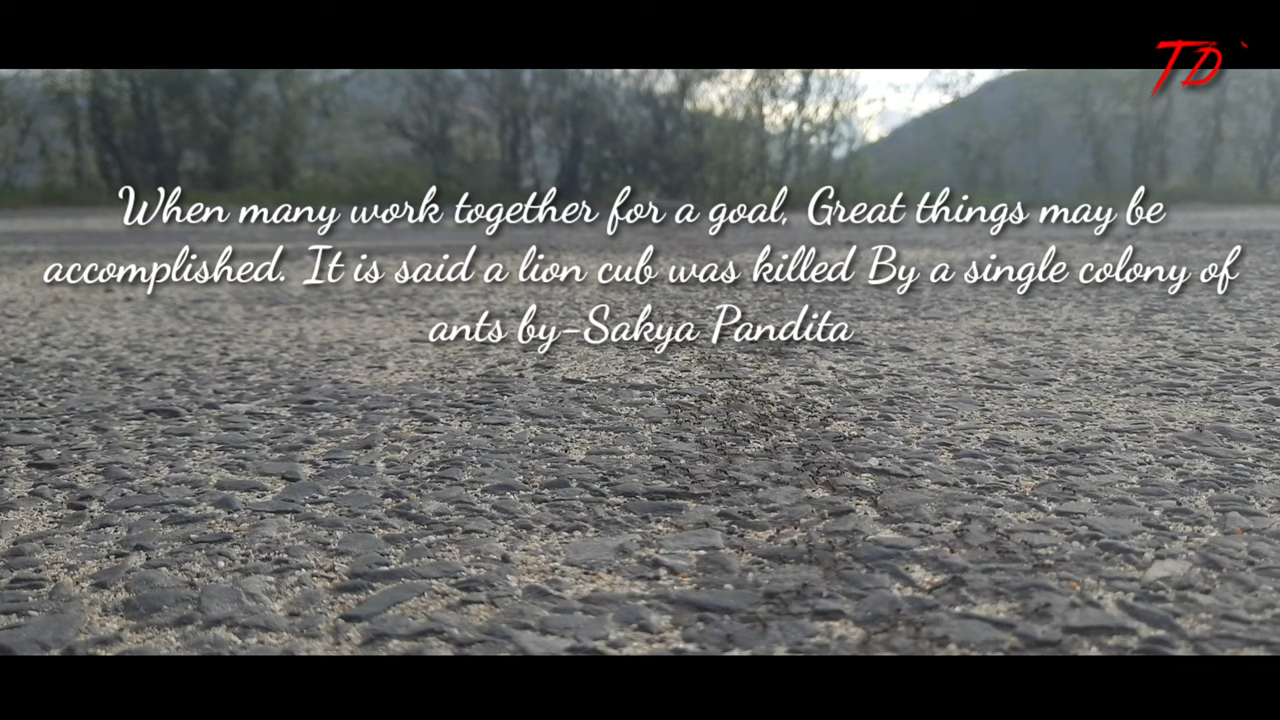 TD `
When many work together for a goal, Great things may be
accomplished. It is said a lion cub was killed By a single colony of
ants by-Sakya Pandita